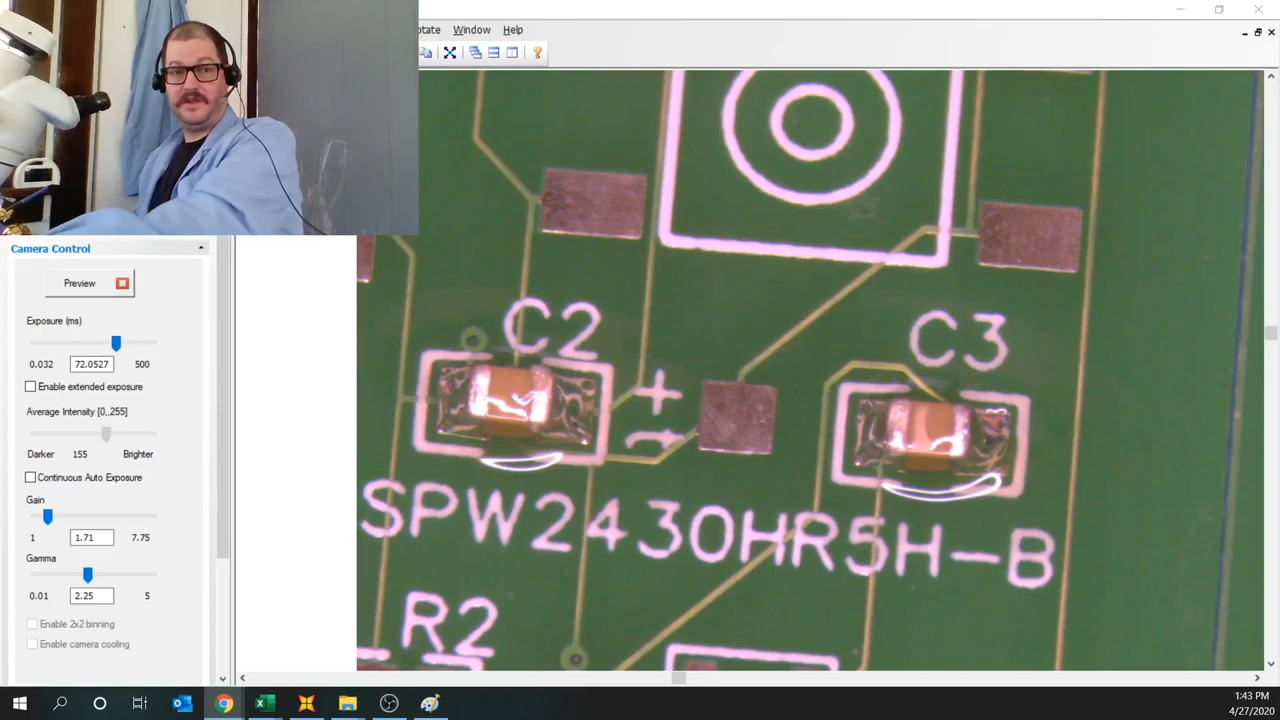 otate Window Help
Camera Control
Preview
Exposure (ms)
0.032 72.0527 500
Enable extended exposure
Average Intensity [0,.255]
Darker 155 Brighter
Continuous Auto Exposure
Gain
1 1.71 7.75
Gamma
0.01 2.25 5
Enable 2x2 binning
Enable camera cooling
C2
C3
+
SPW2430HR5H-B
R2
1:43 PM
4/27/2020